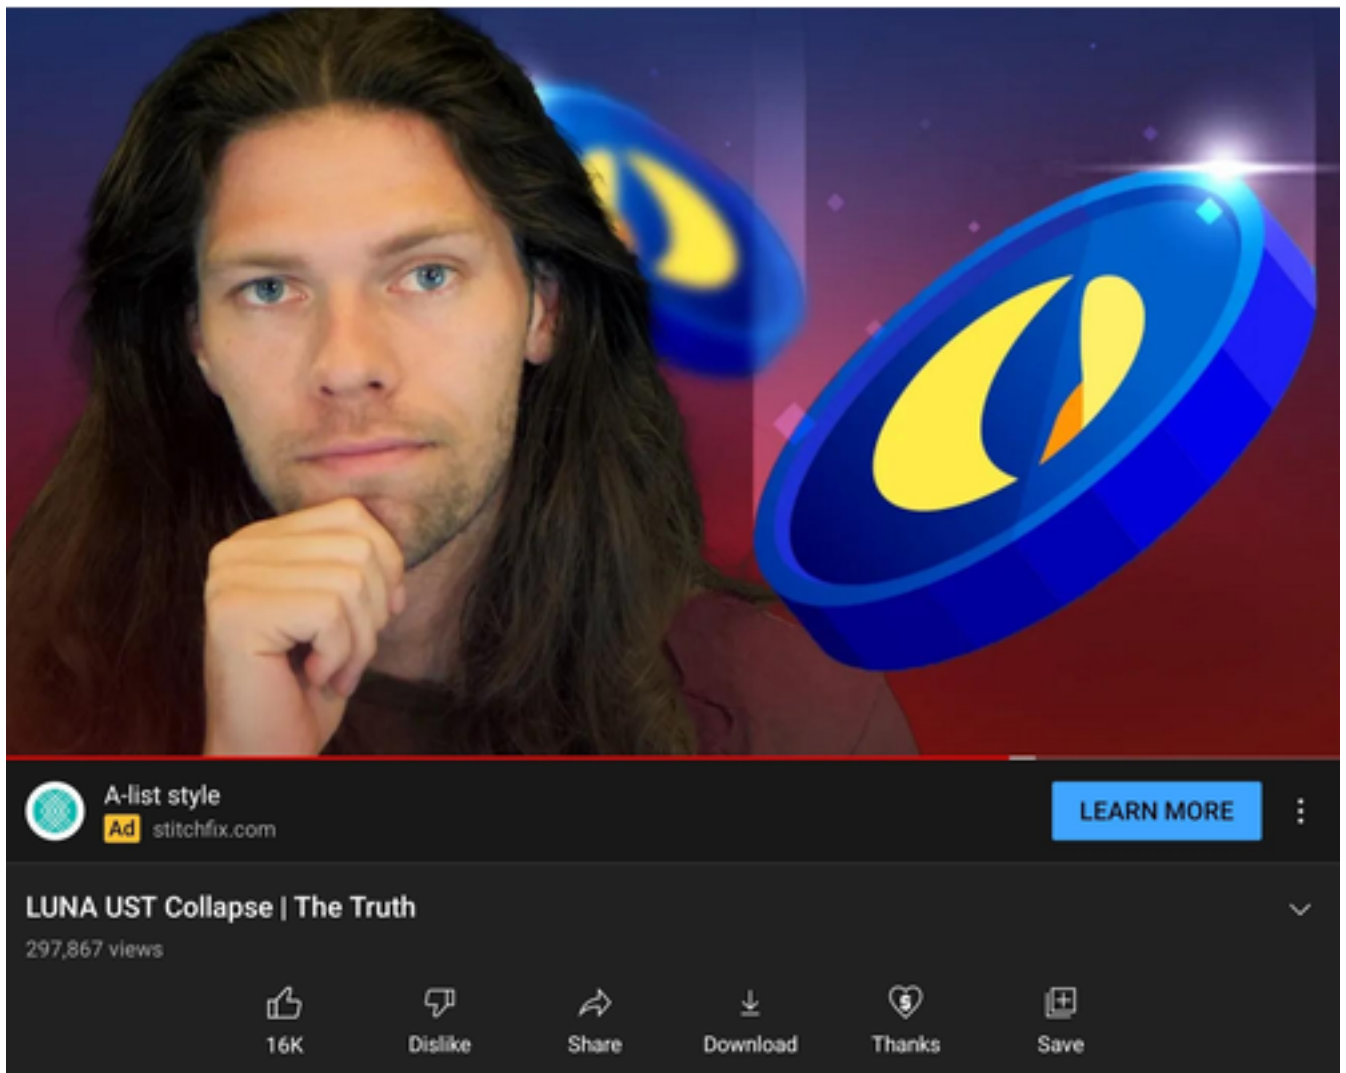 A-list style
Ad stitchfix.com
LEARN MORE
LUNA UST Collapse | The Truth
297,867 views
16K Dislike Share Download Thanks Save